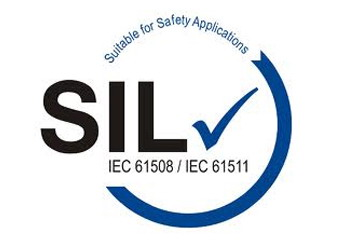 Suitable for Safety Applications
SIL
IEC 61508 / IEC 61511